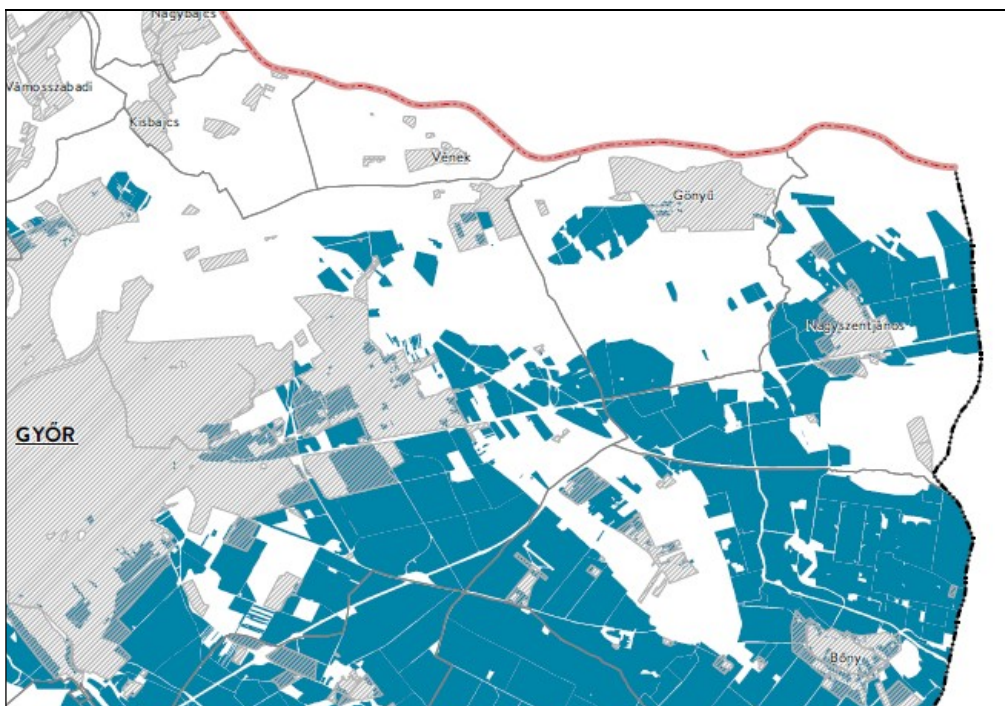 Nagybajcs
Vámosszabadi
Kisbajcs
Vének
Gönyű
Nagyszentjános
GYŐR
Bőny